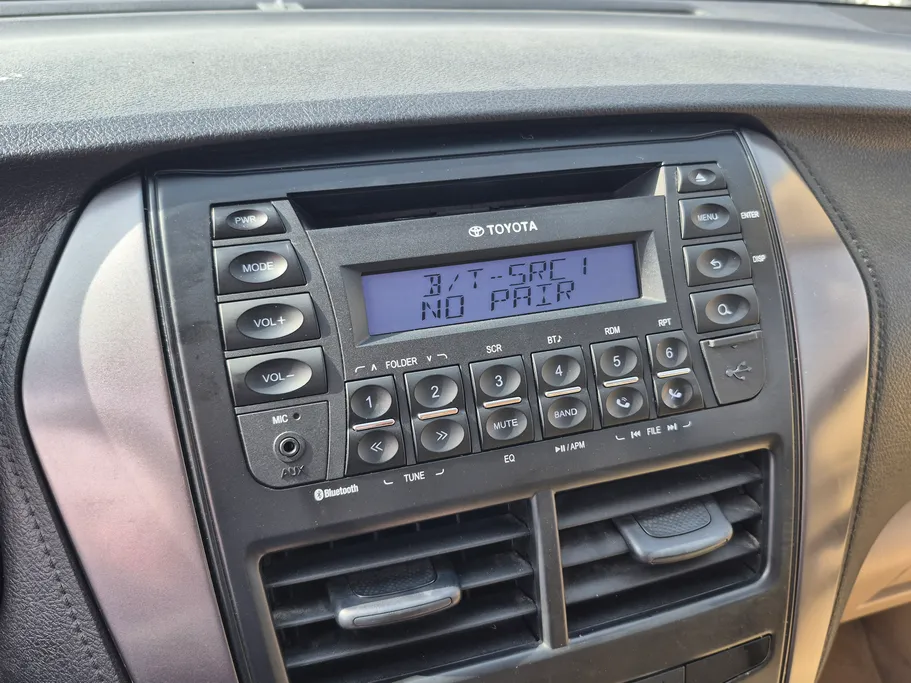 TOYOTA
PWR
MENU
ENTER
MODE
DISP
B/T-SRC1
NO PAIR
VOL+
VOL–
∧ FOLDER ∨
SCR
BT♪
RDM
RPT
1
2
3
4
5
6
MUTE
BAND
MIC
AUX
Bluetooth
TUNE
EQ
▶II/APM
I◀◀ FILE ▶▶I